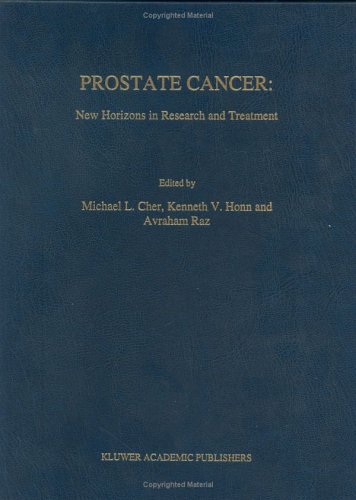 Copyrighted Material
PROSTATE CANCER:
New Horizons in Research and Treatment
Edited by
Michael L. Cher, Kenneth V. Honn and
Avraham Raz
KLUWER ACADEMIC PUBLISHERS
Copyrighted Material